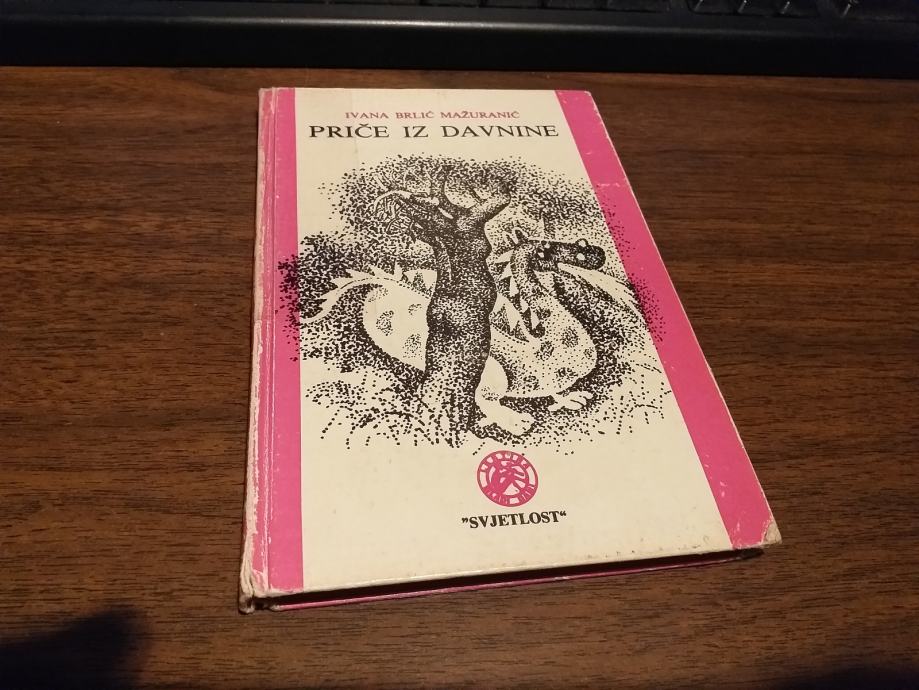 IVANA BRLIĆ MAŽURANIĆ
PRIČE IZ DAVNINE
"SVJETLOST“